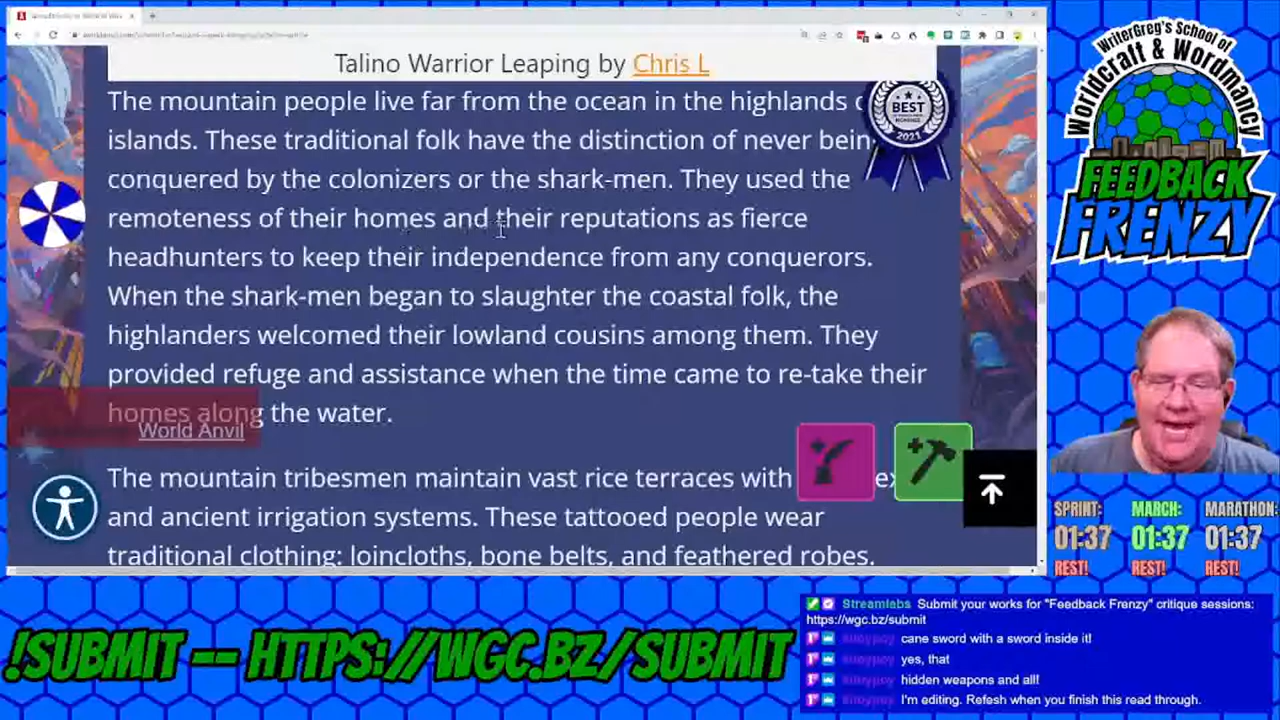 Talino Warrior Leaping by Chris L
The mountain people live far from the ocean in the highlands
islands. These traditional folk have the distinction of never
conquered by the colonizers or the shark-men. They used the
remoteness of their homes and their reputations as fierce
headhunters to keep their independence from any conquerors.
When the shark-men began to slaughter the coastal folk, the
highlanders welcomed their lowland cousins among them. They
provided refuge and assistance when the time came to re-take their
homes along the water.
World Anvil
The mountain tribesmen maintain vast rice terraces with
and ancient irrigation systems. These tattooed people wear
traditional clothing: loincloths, bone belts, and feathered robes.
BEST
2021
WriterGreg's School of
Worldcraft & Wordmancy
FEEDBACK
FRENZY
SPRINT: MARCH: MARATHON:
01:37 01:37 01:37
REST! REST! REST!
!SUBMIT -- HTTPS://WGC.BZ/SUBMIT
Streamlabs Submit your works for "Feedback Frenzy" critique sessions:
https://wgc.bz/submit
cane sword with a sword inside it!
yes, that
hidden weapons and all!
I'm editing. Refesh when you finish this read through.